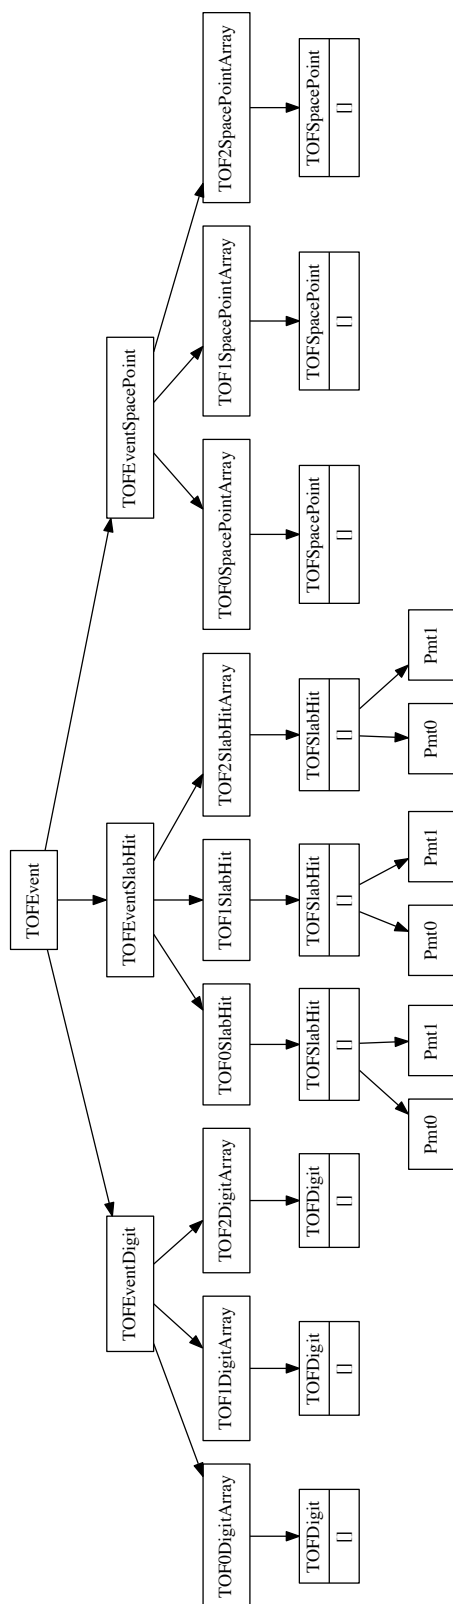 TOFEvent
TOFEventDigit
TOFEventSlabHit
TOFEventSpacePoint
TOF0DigitArray
TOF1DigitArray
TOF2DigitArray
TOF0SlabHit
TOF1SlabHit
TOF2SlabHitArray
TOF0SpacePointArray
TOF1SpacePointArray
TOF2SpacePointArray
TOFDigit
[]
TOFDigit
[]
TOFDigit
[]
TOFSlabHit
[]
TOFSlabHit
[]
TOFSlabHit
[]
TOFSpacePoint
[]
TOFSpacePoint
[]
TOFSpacePoint
[]
Pmt0
Pmt1
Pmt0
Pmt1
Pmt0
Pmt1